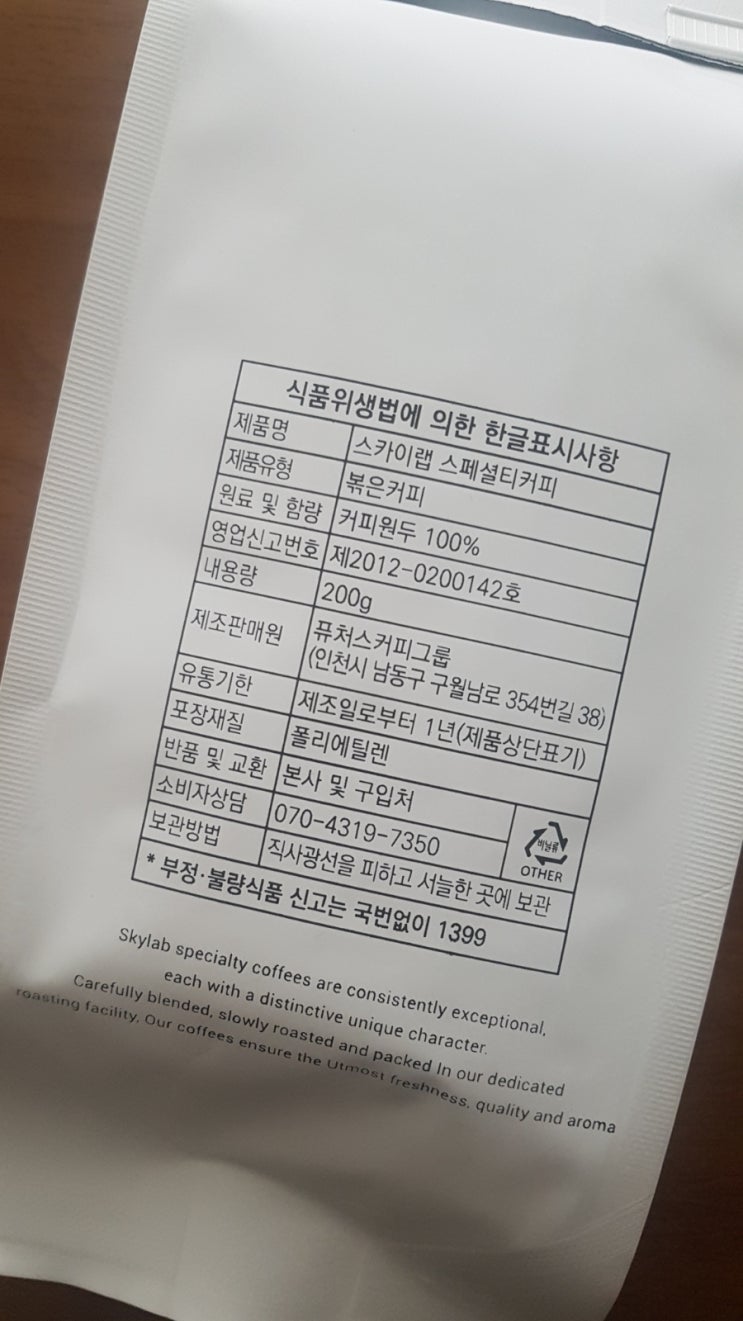 식품위생법에 의한 한글표시사항
제품명 스카이랩 스페셜티커피
제품유형 볶은커피
원료 및 함량 커피원두 100%
영업신고번호 제2012-0200142호
내용량 200g
제조판매원 퓨처스커피그룹
(인천시 남동구 구월남로 354번길 38)
유통기한 제조일로부터 1년(제품상단표기)
포장재질 폴리에틸렌
반품 및 교환 본사 및 구입처
소비자상담 070-4319-7350
비닐류
OTHER
보관방법 직사광선을 피하고 서늘한 곳에 보관
* 부정·불량식품 신고는 국번없이 1399
Skylab specialty coffees are consistently exceptional,
each with a distinctive unique character.
Carefully blended, slowly roasted and packed In our dedicated
roasting facility, Our coffees ensure the Utmost freshness, quality and aroma